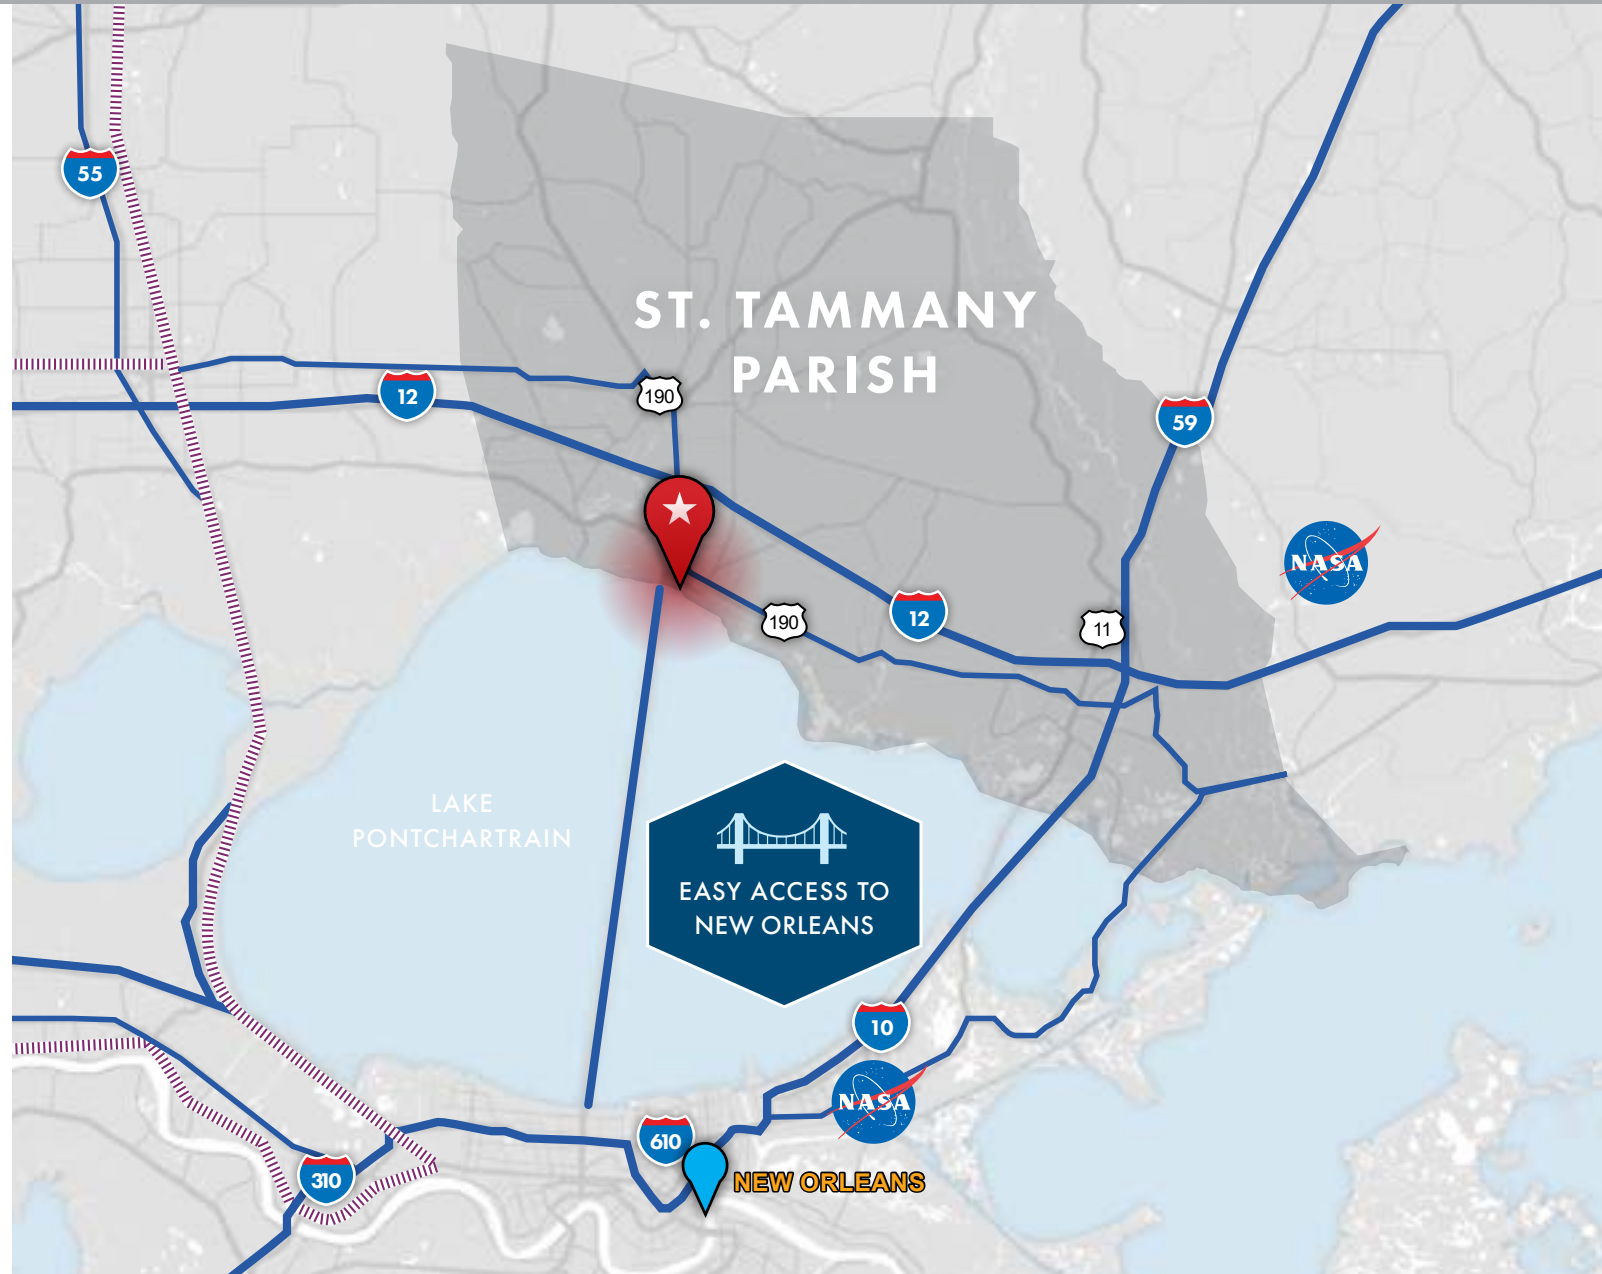 55
ST. TAMMANY
PARISH
12
190
59
NASA
190
12
11
LAKE
PONTCHARTRAIN
EASY ACCESS TO
NEW ORLEANS
10
NASA
610
310
NEW ORLEANS